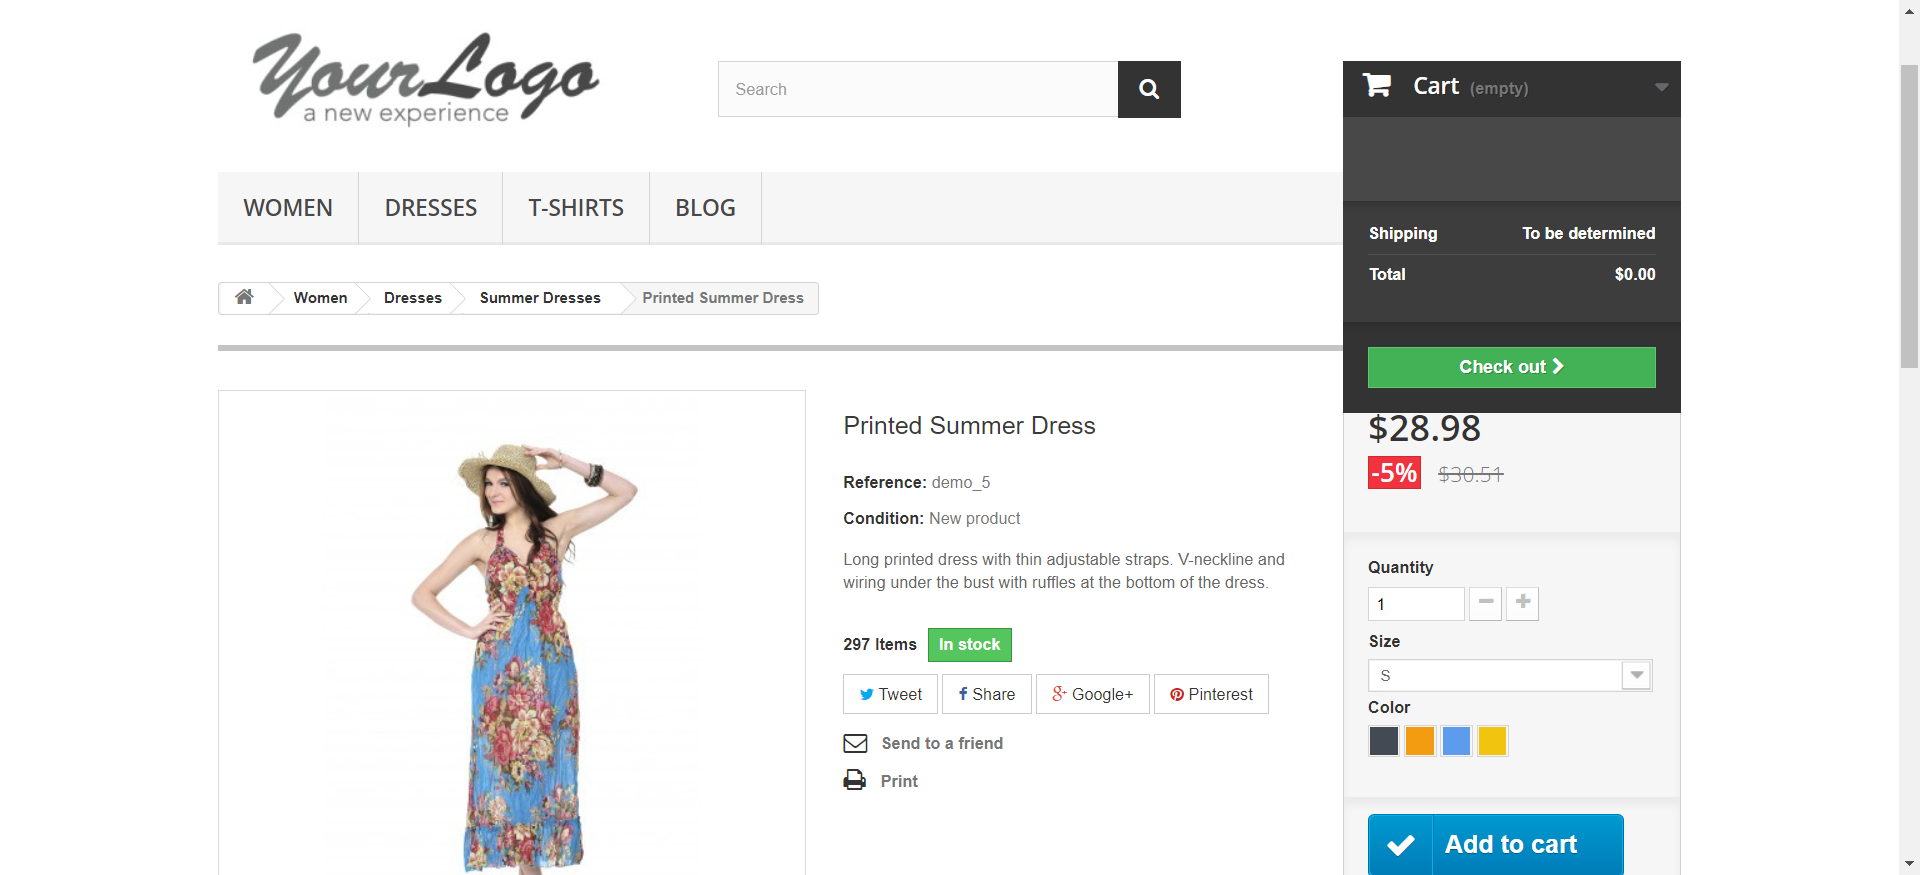 YourLogo
a new experience
Search
Cart (empty)
WOMEN
DRESSES
T-SHIRTS
BLOG
Shipping To be determined
Total $0.00
Check out
Women
Dresses
Summer Dresses
Printed Summer Dress
Printed Summer Dress
Reference: demo_5
Condition: New product
Long printed dress with thin adjustable straps. V-neckline and
wiring under the bust with ruffles at the bottom of the dress.
297 Items In stock
Tweet
Share
Google+
Pinterest
Send to a friend
Print
$28.98
-5% $30.51
Quantity
1
Size
S
Color
Add to cart